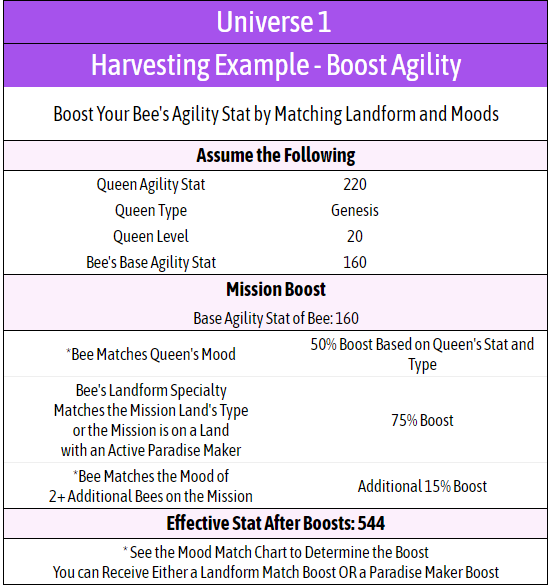 Universe 1
Harvesting Example - Boost Agility
Boost Your Bee's Agility Stat by Matching Landform and Moods
Assume the Following
Queen Agility Stat 220
Queen Type Genesis
Queen Level 20
Bee's Base Agility Stat 160
Mission Boost
Base Agility Stat of Bee: 160
*Bee Matches Queen's Mood
50% Boost Based on Queen's Stat and
Type
Bee's Landform Specialty
Matches the Mission Land's Type
or the Mission is on a Land
with an Active Paradise Maker
75% Boost
*Bee Matches the Mood of
2+ Additional Bees on the Mission
Additional 15% Boost
Effective Stat After Boosts: 544
* See the Mood Match Chart to Determine the Boost
You can Receive Either a Landform Match Boost OR a Paradise Maker Boost